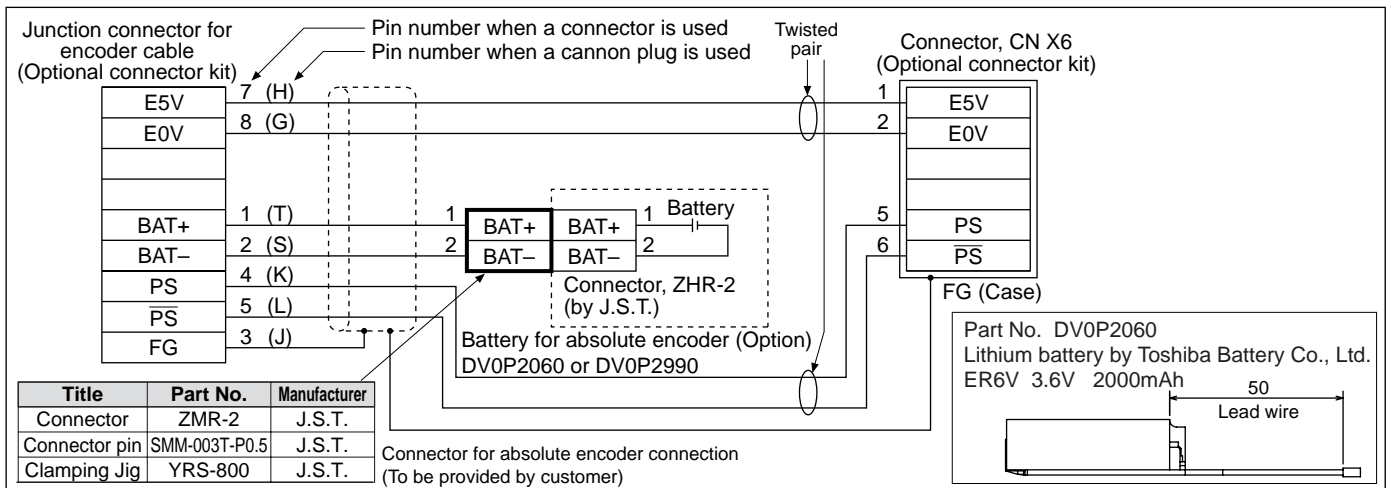 Junction connector for
encoder cable
(Optional connector kit)
Pin number when a connector is used
Pin number when a cannon plug is used
Twisted
pair
Connector, CN X6
(Optional connector kit)
E5V 7 (H)
E0V 8 (G)
BAT+ 1 (T)
BAT– 2 (S)
PS 4 (K)
P̅S̅ 5 (L)
FG 3 (J)
1 BAT+ BAT+ 1 Battery
2 BAT– BAT– 2
Connector, ZHR-2
(by J.S.T.)
Battery for absolute encoder (Option)
DV0P2060 or DV0P2990
1 E5V
2 E0V
5 PS
6 P̅S̅
FG (Case)
Title Part No. Manufacturer
Connector ZMR-2 J.S.T.
Connector pin SMM-003T-P0.5 J.S.T.
Clamping Jig YRS-800 J.S.T.
Connector for absolute encoder connection
(To be provided by customer)
Part No. DV0P2060
Lithium battery by Toshiba Battery Co., Ltd.
ER6V 3.6V 2000mAh
50
Lead wire